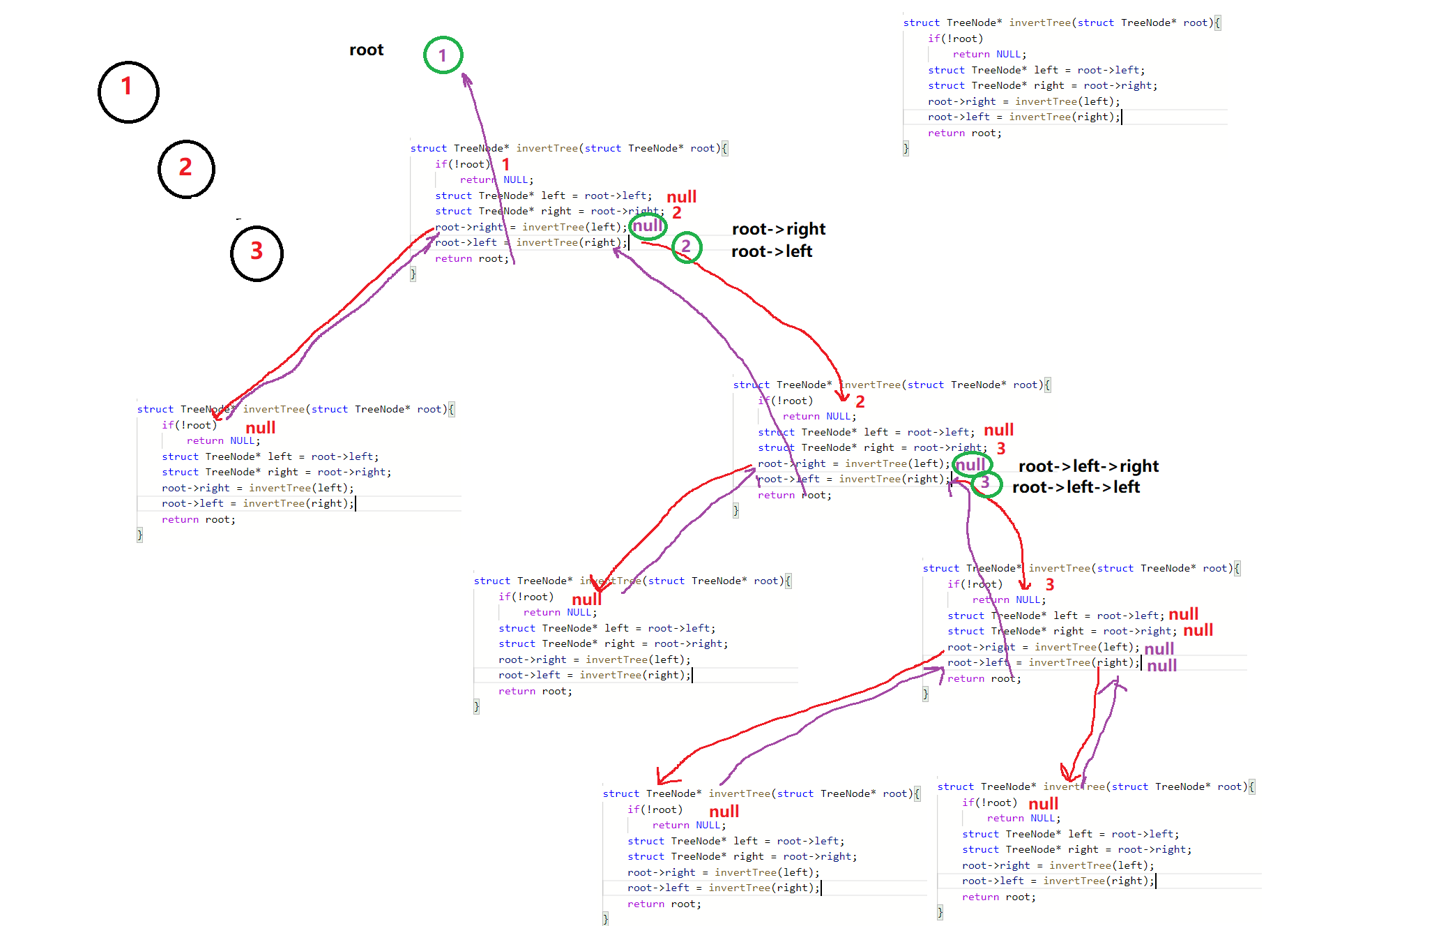 root 1
1
2
3
struct TreeNode* invertTree(struct TreeNode* root){
if(!root)
return NULL;
struct TreeNode* left = root->left;
struct TreeNode* right = root->right;
root->right = invertTree(left);
root->left = invertTree(right);
return root;
}
struct TreeNode* invertTree(struct TreeNode* root){
if(!root) 1
return NULL;
struct TreeNode* left = root->left; null
struct TreeNode* right = root->right; 2
root->right = invertTree(left); null root->right
root->left = invertTree(right); 2 root->left
return root;
}
struct TreeNode* invertTree(struct TreeNode* root){
if(!root) null
return NULL;
struct TreeNode* left = root->left;
struct TreeNode* right = root->right;
root->right = invertTree(left);
root->left = invertTree(right);
return root;
}
struct TreeNode* invertTree(struct TreeNode* root){
if(!root) 2
return NULL;
struct TreeNode* left = root->left; null
struct TreeNode* right = root->right; 3
root->right = invertTree(left); null root->left->right
root->left = invertTree(right); 3 root->left->left
return root;
}
struct TreeNode* invertTree(struct TreeNode* root){
if(!root) null
return NULL;
struct TreeNode* left = root->left;
struct TreeNode* right = root->right;
root->right = invertTree(left);
root->left = invertTree(right);
return root;
}
struct TreeNode* invertTree(struct TreeNode* root){
if(!root) 3
return NULL;
struct TreeNode* left = root->left; null
struct TreeNode* right = root->right; null
root->right = invertTree(left); null
root->left = invertTree(right); null
return root;
}
struct TreeNode* invertTree(struct TreeNode* root){
if(!root) null
return NULL;
struct TreeNode* left = root->left;
struct TreeNode* right = root->right;
root->right = invertTree(left);
root->left = invertTree(right);
return root;
}
struct TreeNode* invertTree(struct TreeNode* root){
if(!root) null
return NULL;
struct TreeNode* left = root->left;
struct TreeNode* right = root->right;
root->right = invertTree(left);
root->left = invertTree(right);
return root;
}